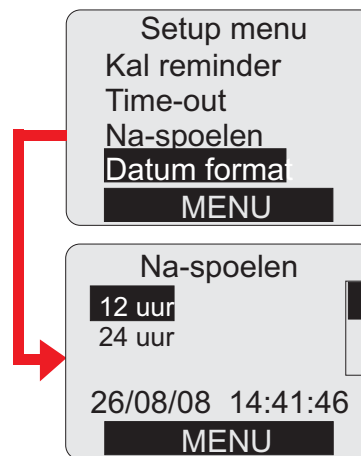 Setup menu
Kal reminder
Time-out
Na-spoelen
Datum format
MENU
Na-spoelen
12 uur
24 uur
26/08/08 14:41:46
MENU